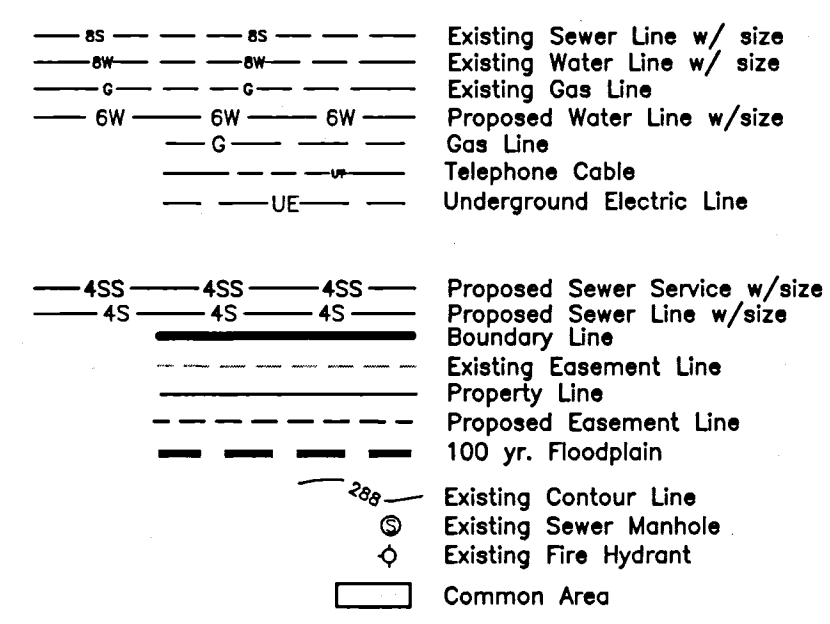 8S 8S Existing Sewer Line w/ size
8W 8W Existing Water Line w/ size
G G Existing Gas Line
6W 6W 6W Proposed Water Line w/size
G Gas Line
UT Telephone Cable
UE Underground Electric Line
4SS 4SS 4SS Proposed Sewer Service w/size
4S 4S 4S Proposed Sewer Line w/size
Boundary Line
Existing Easement Line
Property Line
Proposed Easement Line
100 yr. Floodplain
288 Existing Contour Line
S Existing Sewer Manhole
Existing Fire Hydrant
Common Area